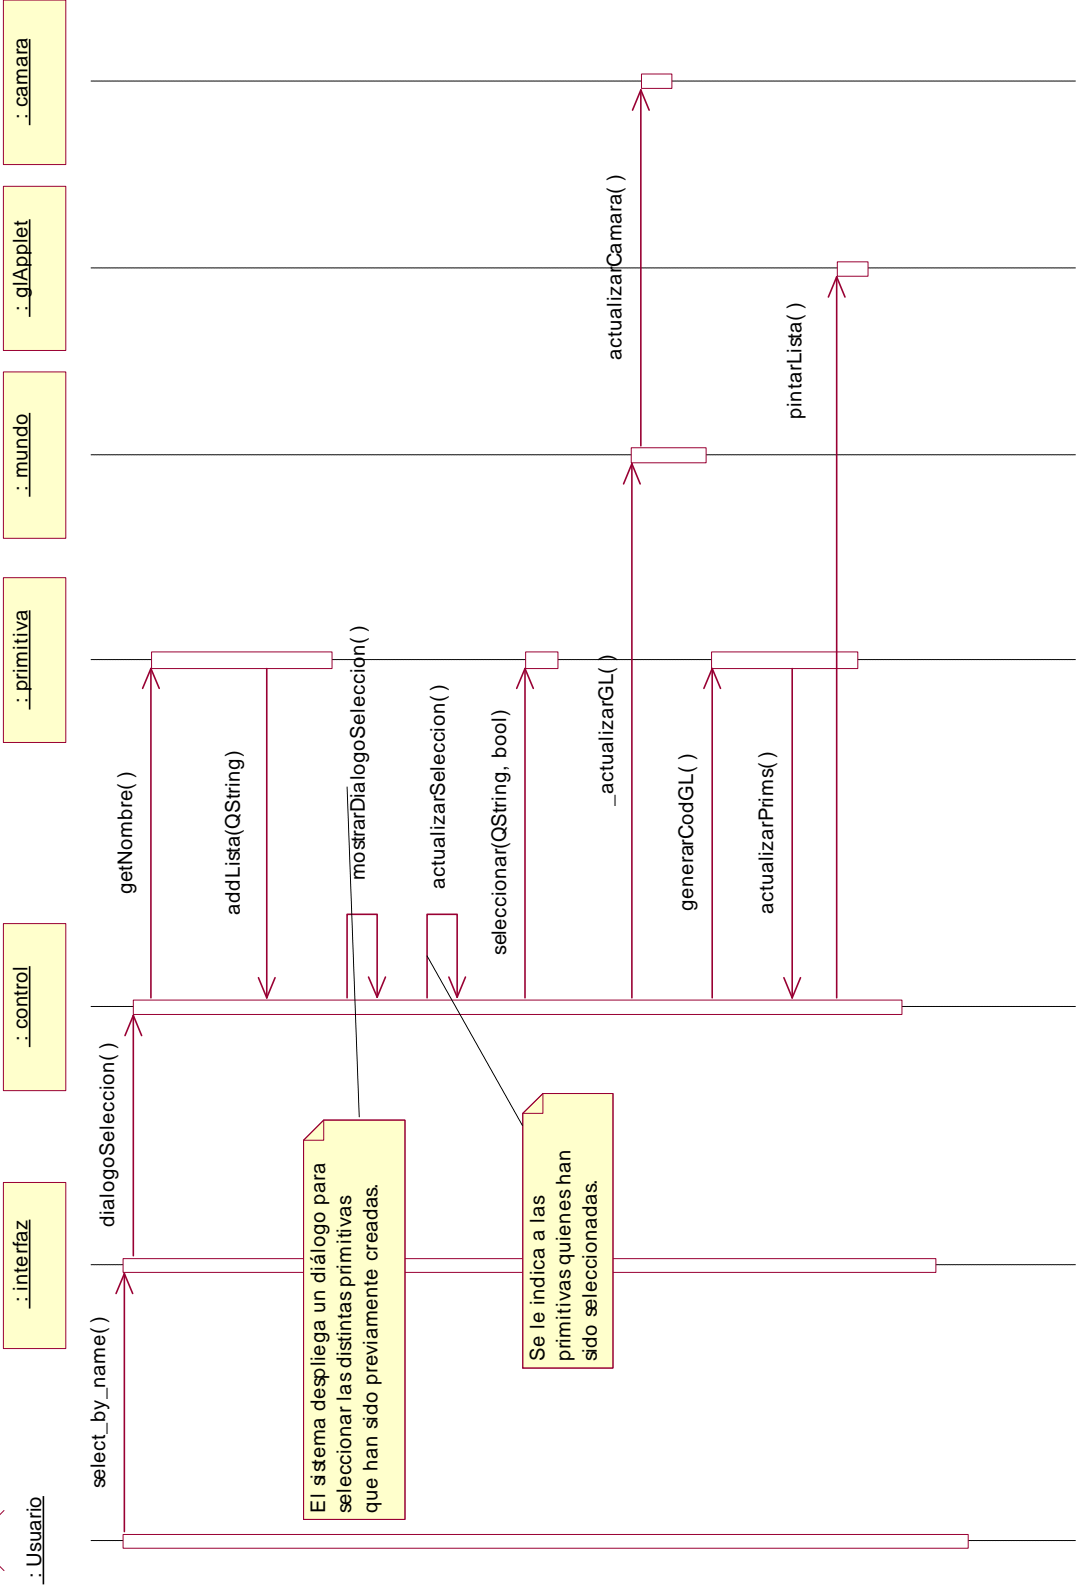 : Usuario
: interfaz
: control
: primitiva
: mundo
: glApplet
: camara
select_by_name( )
dialogoSeleccion( )
getNombre( )
addLista(QString)
mostrarDialogoSeleccion( )
El sistema despliega un diálogo para
seleccionar las distintas primitivas
que han sido previamente creadas.
actualizarSeleccion( )
seleccionar(QString, bool)
Se le indica a las
primitivas quienes han
sido seleccionadas.
_actualizarGL( )
actualizarCamara( )
generarCodGL( )
actualizarPrims( )
pintarLista( )